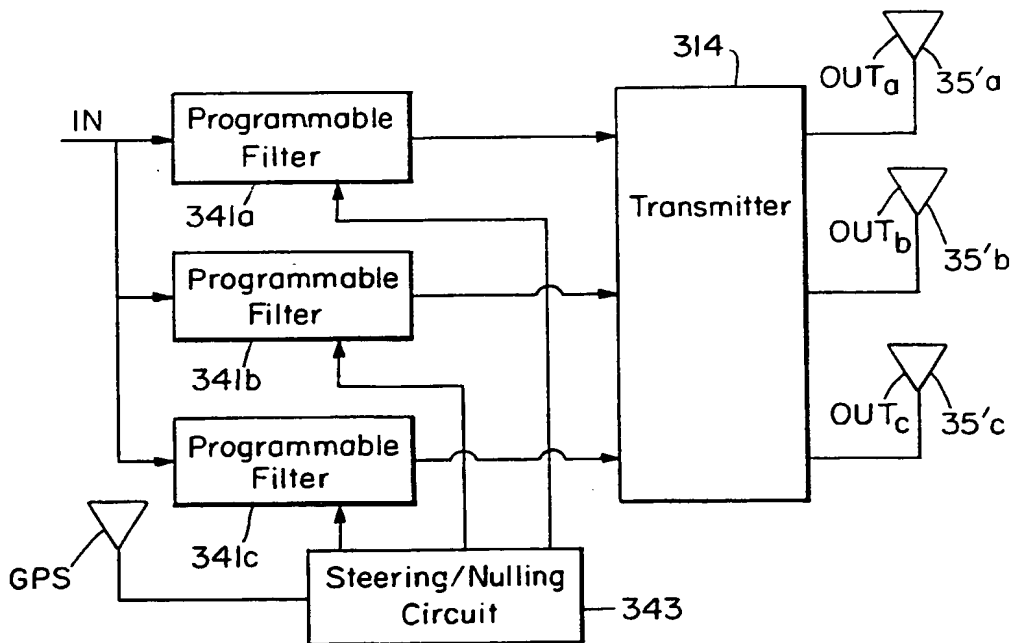 314
OUTa
35'a
IN
Programmable
Filter
341a
Transmitter
OUTb
35'b
Programmable
Filter
341b
OUTc
35'c
Programmable
Filter
341c
GPS
Steering/Nulling
Circuit
343